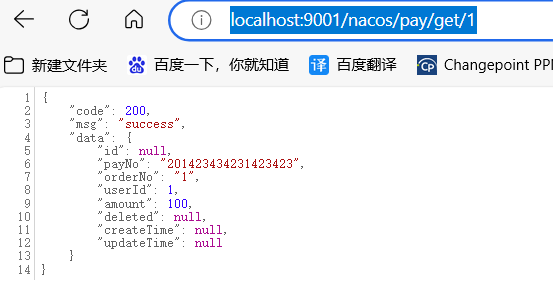 localhost:9001/nacos/pay/get/1
新建文件夹 百度一下，你就知道 译 百度翻译 CP Changepoint PP
1 {
2 "code": 200,
3 "msg": "success",
4 "data": {
5 "id": null,
6 "payNo": "201423434231423423",
7 "orderNo": "1",
8 "userId": 1,
9 "amount": 100,
10 "deleted": null,
11 "createTime": null,
12 "updateTime": null
13 }
14 }